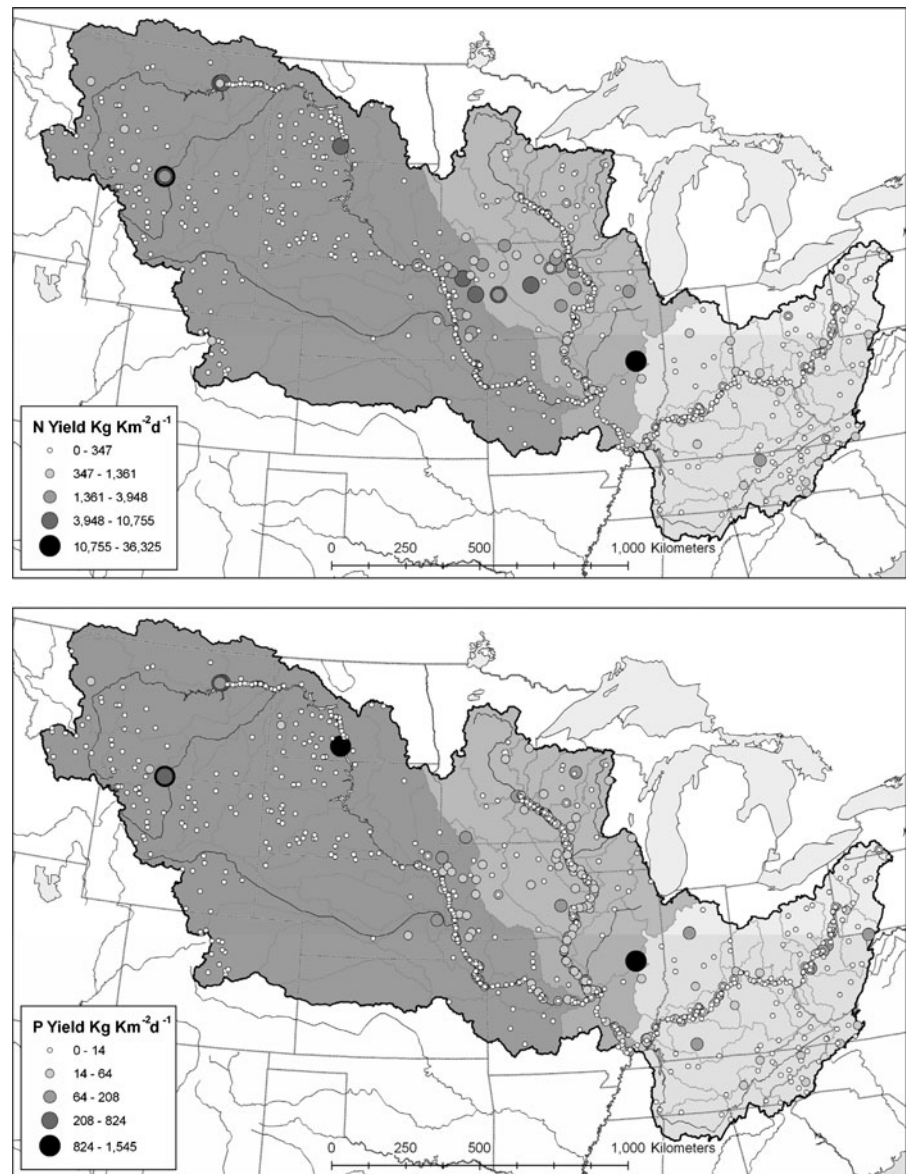 N Yield Kg Km⁻²d⁻¹
0 - 347
347 - 1,361
1,361 - 3,948
3,948 - 10,755
10,755 - 36,325
0 250 500 1,000 Kilometers
P Yield Kg Km⁻²d⁻¹
0 - 14
14 - 64
64 - 208
208 - 824
824 - 1,545
0 250 500 1,000 Kilometers